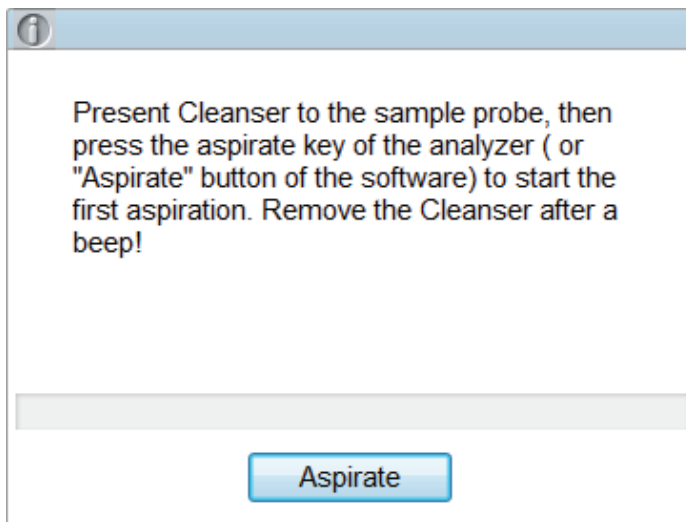 Present Cleanser to the sample probe, then
press the aspirate key of the analyzer ( or
"Aspirate" button of the software) to start the
first aspiration. Remove the Cleanser after a
beep!
Aspirate